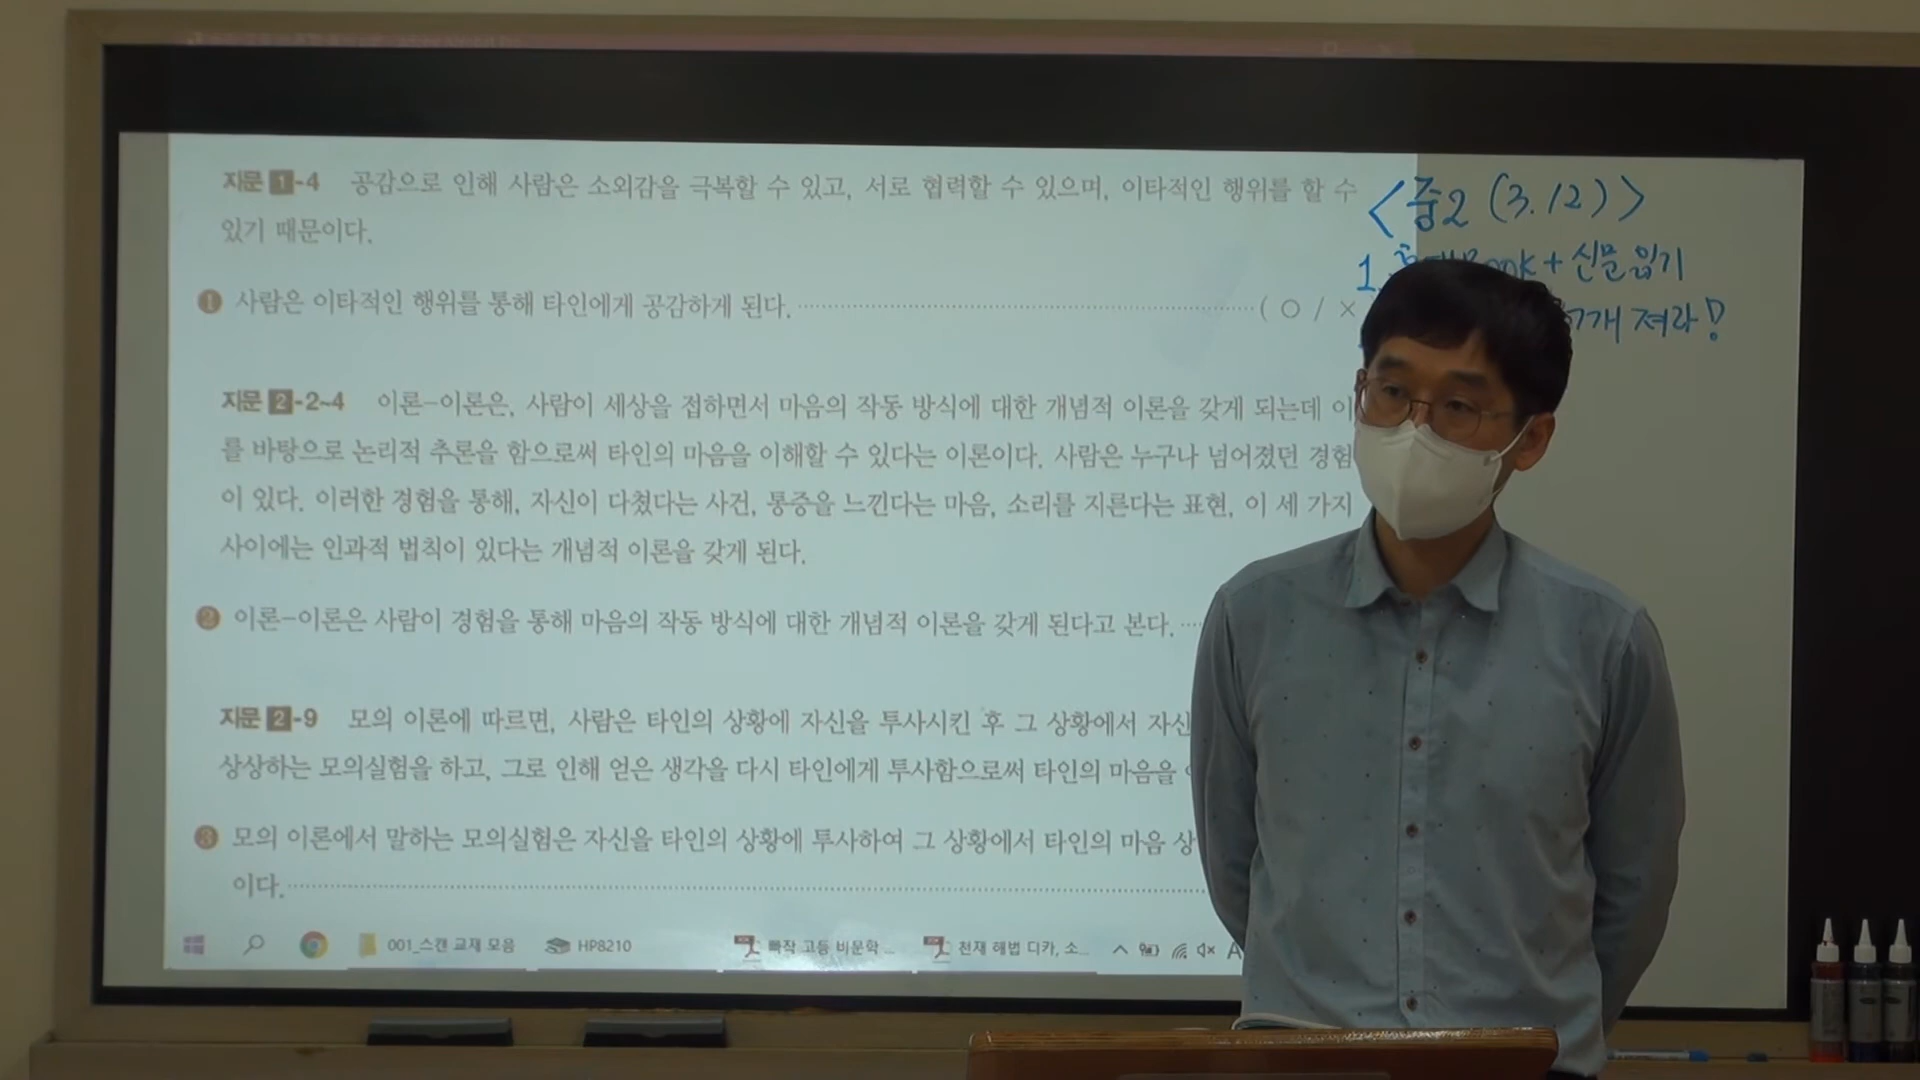 지문 1-4 공감으로 인해 사람은 소외감을 극복할 수 있고, 서로 협력할 수 있으며, 이타적인 행위를 할 수
있기 때문이다.
1 사람은 이타적인 행위를 통해 타인에게 공감하게 된다. ( ○ / ×
지문 2-2~4 이론-이론은, 사람이 세상을 접하면서 마음의 작동 방식에 대한 개념적 이론을 갖게 되는데 이
를 바탕으로 논리적 추론을 함으로써 타인의 마음을 이해할 수 있다는 이론이다. 사람은 누구나 넘어졌던 경험
이 있다. 이러한 경험을 통해, 자신이 다쳤다는 사건, 통증을 느낀다는 마음, 소리를 지른다는 표현, 이 세 가지
사이에는 인과적 법칙이 있다는 개념적 이론을 갖게 된다.
2 이론-이론은 사람이 경험을 통해 마음의 작동 방식에 대한 개념적 이론을 갖게 된다고 본다.
지문 2-9 모의 이론에 따르면, 사람은 타인의 상황에 자신을 투사시킨 후 그 상황에서 자신
상상하는 모의실험을 하고, 그로 인해 얻은 생각을 다시 타인에게 투사함으로써 타인의 마음을
3 모의 이론에서 말하는 모의실험은 자신을 타인의 상황에 투사하여 그 상황에서 타인의 마음 상
이다.
001_스캔 교재 모음 HP8210 빠작 고등 비문학 ... 천재 해법 디카, 소... A
<중2 (3.12)>
1. Book + 신문 읽기
져라!